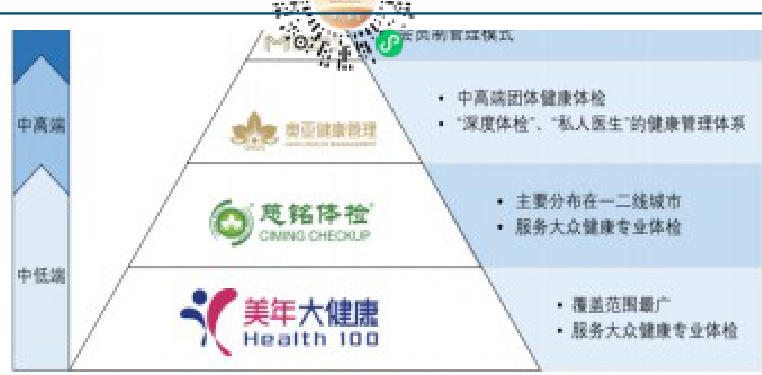 会员制管理模式
中高端
• 中高端团体健康体检
• “深度体检”、“私人医生”的健康管理体系
奥亚健康管理
慈铭体检
CIMING CHECKUP
• 主要分布在一二线城市
• 服务大众健康专业体检
中低端
美年大健康
Health 100
• 覆盖范围最广
• 服务大众健康专业体检